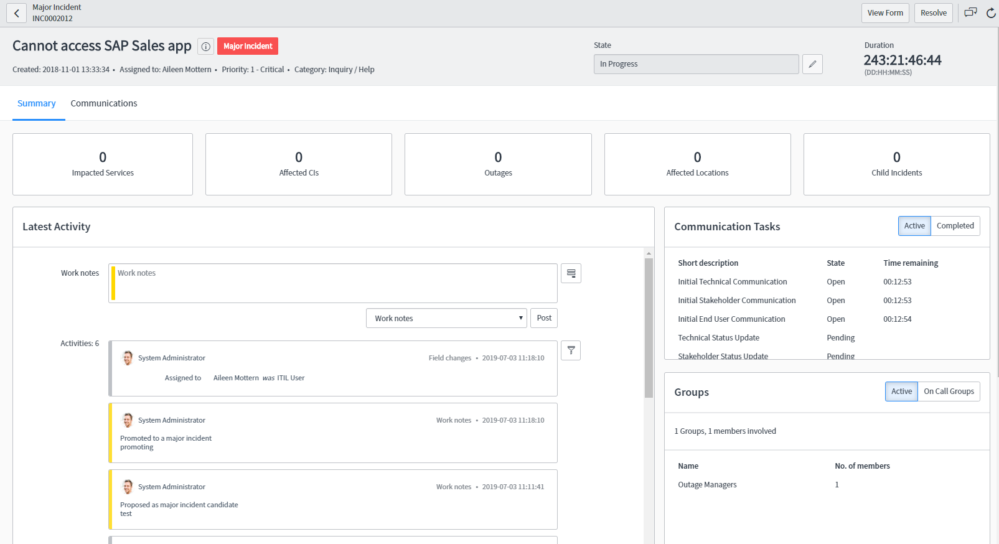 Major Incident
INC0002012
View Form
Resolve
Cannot access SAP Sales app
Major Incident
Created: 2018-11-01 13:33:34 • Assigned to: Aileen Mottern • Priority: 1 - Critical • Category: Inquiry / Help
State
In Progress
Duration
243:21:46:44
(DD:HH:MM:SS)
Summary
Communications
0
Impacted Services
0
Affected CIs
0
Outages
0
Affected Locations
0
Child Incidents
Latest Activity
Work notes
Work notes
Work notes
Post
Activities: 6
System Administrator
Field changes • 2019-07-03 11:18:10
Assigned to Aileen Mottern was ITIL User
System Administrator
Work notes • 2019-07-03 11:18:10
Promoted to a major incident
promoting
System Administrator
Work notes • 2019-07-03 11:11:41
Proposed as major incident candidate
test
Communication Tasks
Active
Completed
Short description State Time remaining
Initial Technical Communication Open 00:12:53
Initial Stakeholder Communication Open 00:12:53
Initial End User Communication Open 00:12:54
Technical Status Update Pending
Stakeholder Status Update Pending
Groups
Active
On Call Groups
1 Groups, 1 members involved
Name No. of members
Outage Managers 1